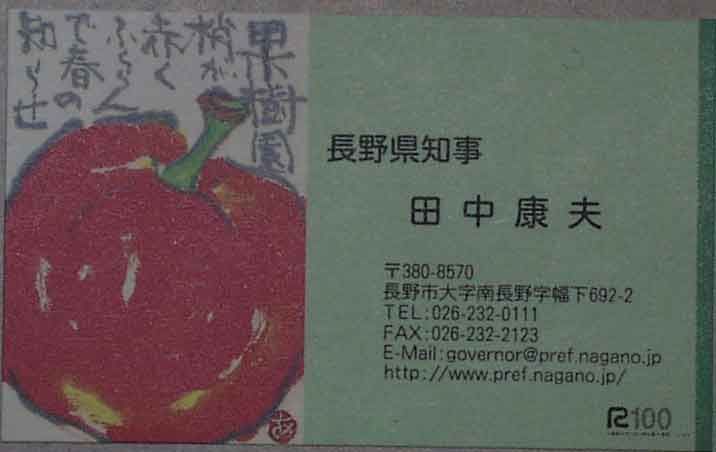 果樹園
梢が
赤く
ふくらん
で春の
知らせ
長野県知事
田中康夫
〒380-8570
長野市大字南長野字幅下692-2
TEL:026-232-0111
FAX:026-232-2123
E-Mail:governor@pref.nagano.jp
http://www.pref.nagano.jp/
R100